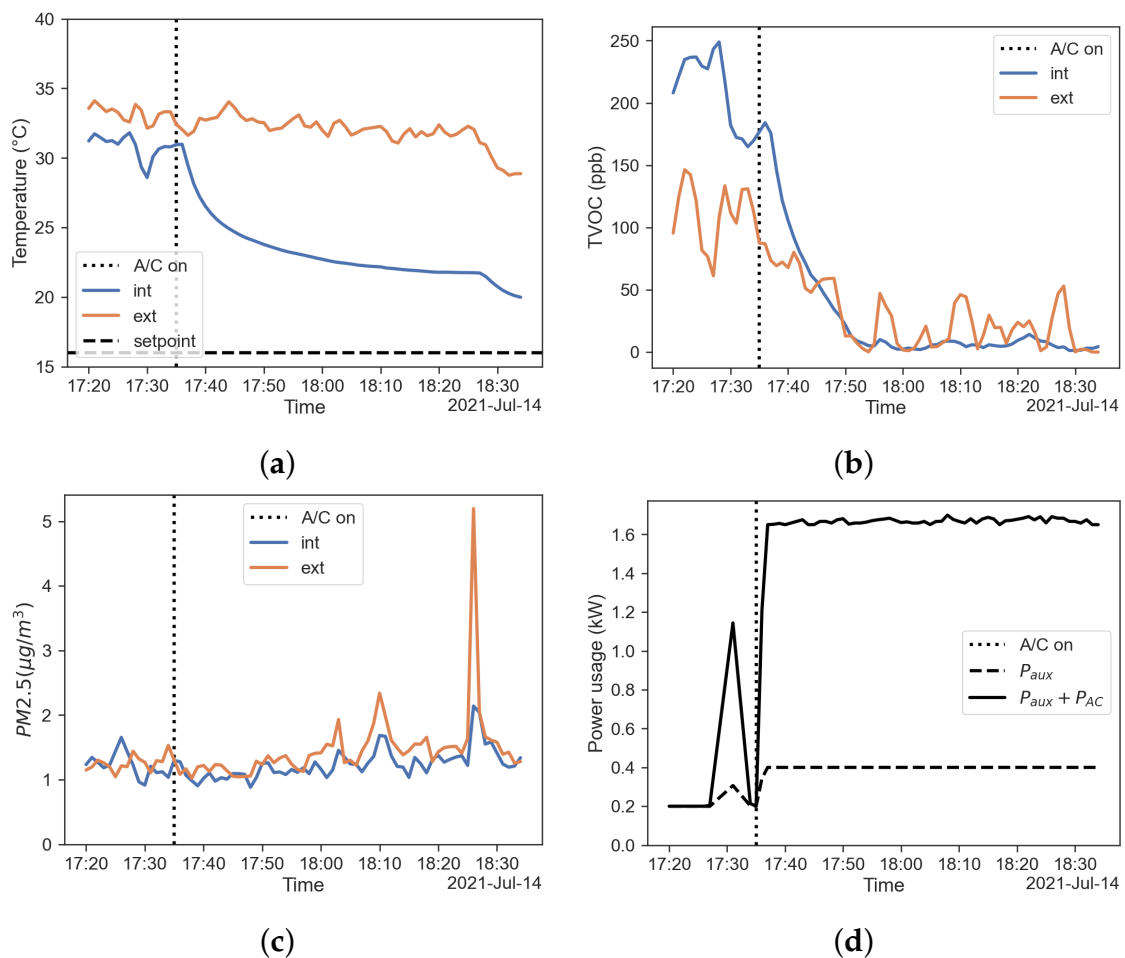 40
35
30
25
20
15
Temperature (°C)
A/C on
int
ext
setpoint
17:20 17:30 17:40 17:50 18:00 18:10 18:20 18:30
Time
2021-Jul-14
(a)
250
200
150
100
50
0
TVOC (ppb)
A/C on
int
ext
17:20 17:30 17:40 17:50 18:00 18:10 18:20 18:30
Time
2021-Jul-14
(b)
5
4
3
2
1
0
PM2.5(μg/m³)
A/C on
int
ext
17:20 17:30 17:40 17:50 18:00 18:10 18:20 18:30
Time
2021-Jul-14
(c)
1.6
1.4
1.2
1.0
0.8
0.6
0.4
0.2
0.0
Power usage (kW)
A/C on
P_aux
P_aux + P_AC
17:20 17:30 17:40 17:50 18:00 18:10 18:20 18:30
Time
2021-Jul-14
(d)